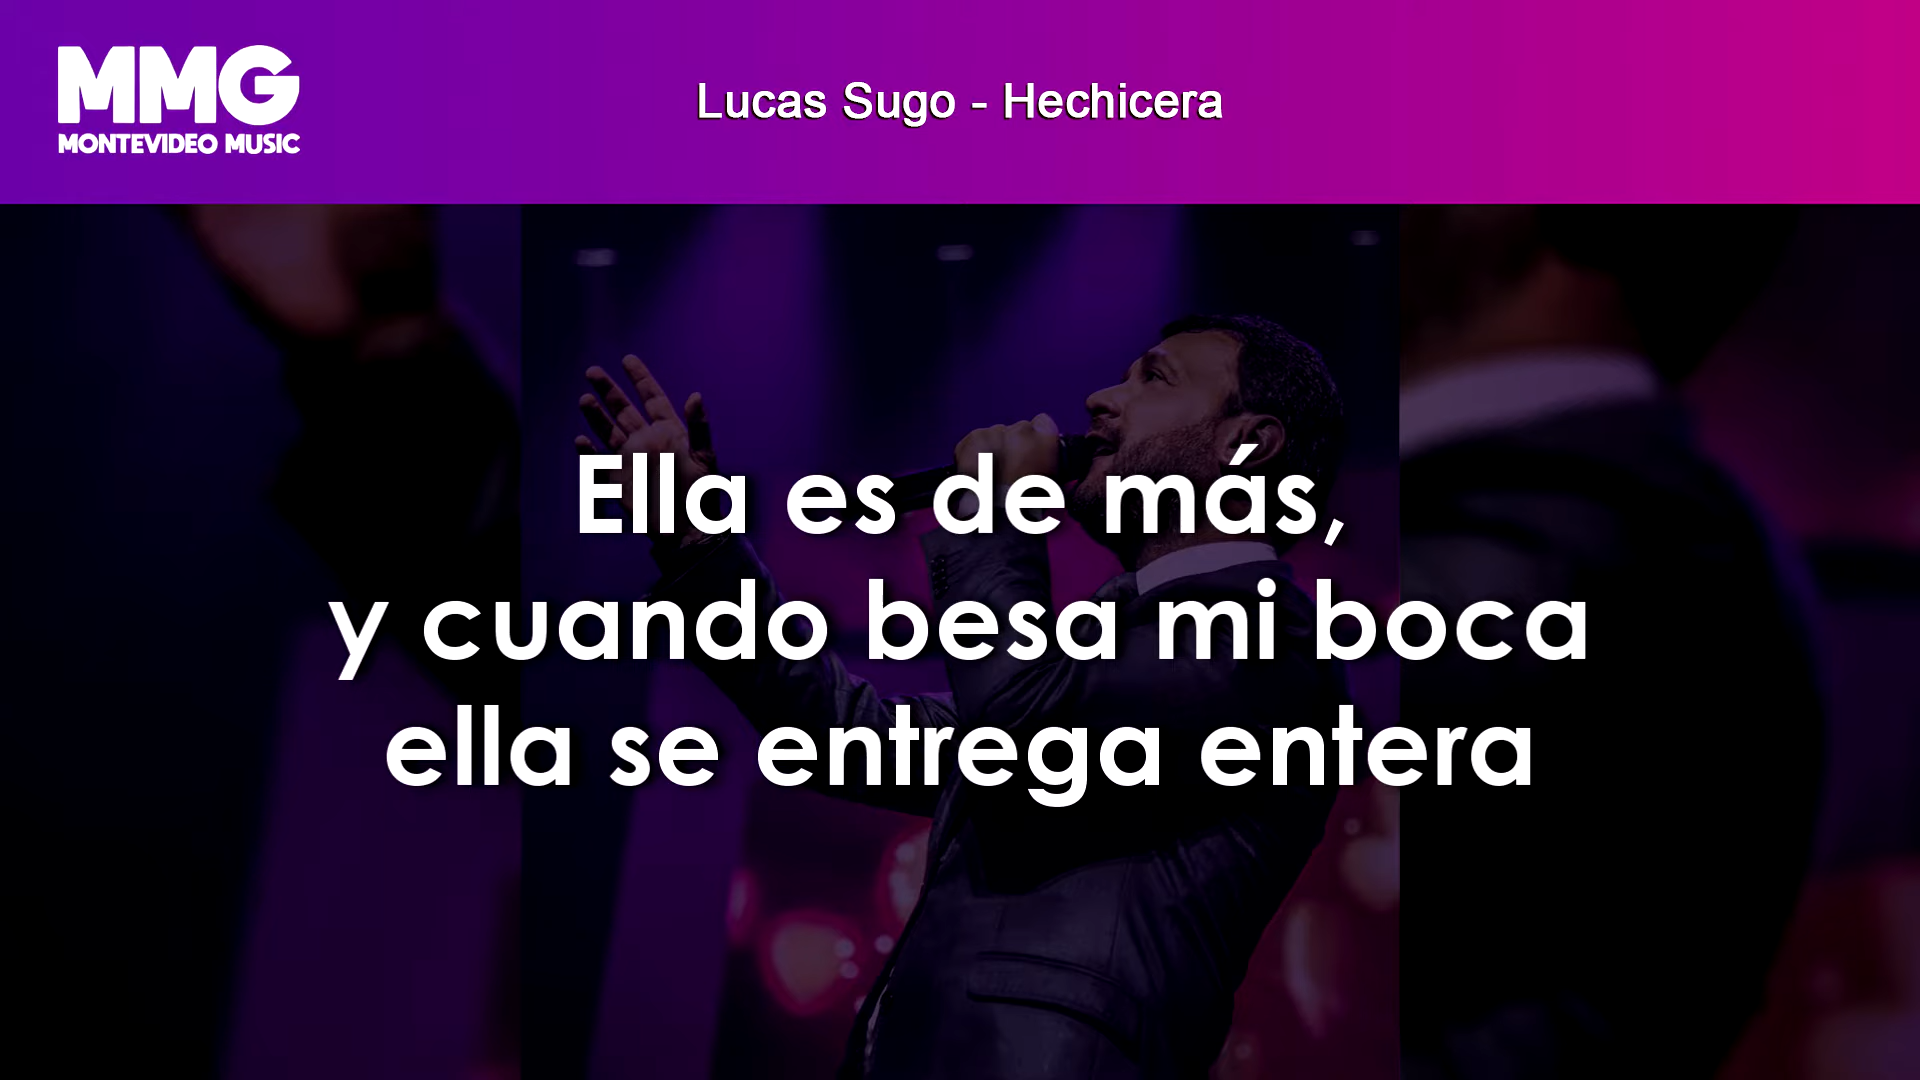 MMG
MONTEVIDEO MUSIC
Lucas Sugo - Hechicera
Ella es de más,
y cuando besa mi boca
ella se entrega entera